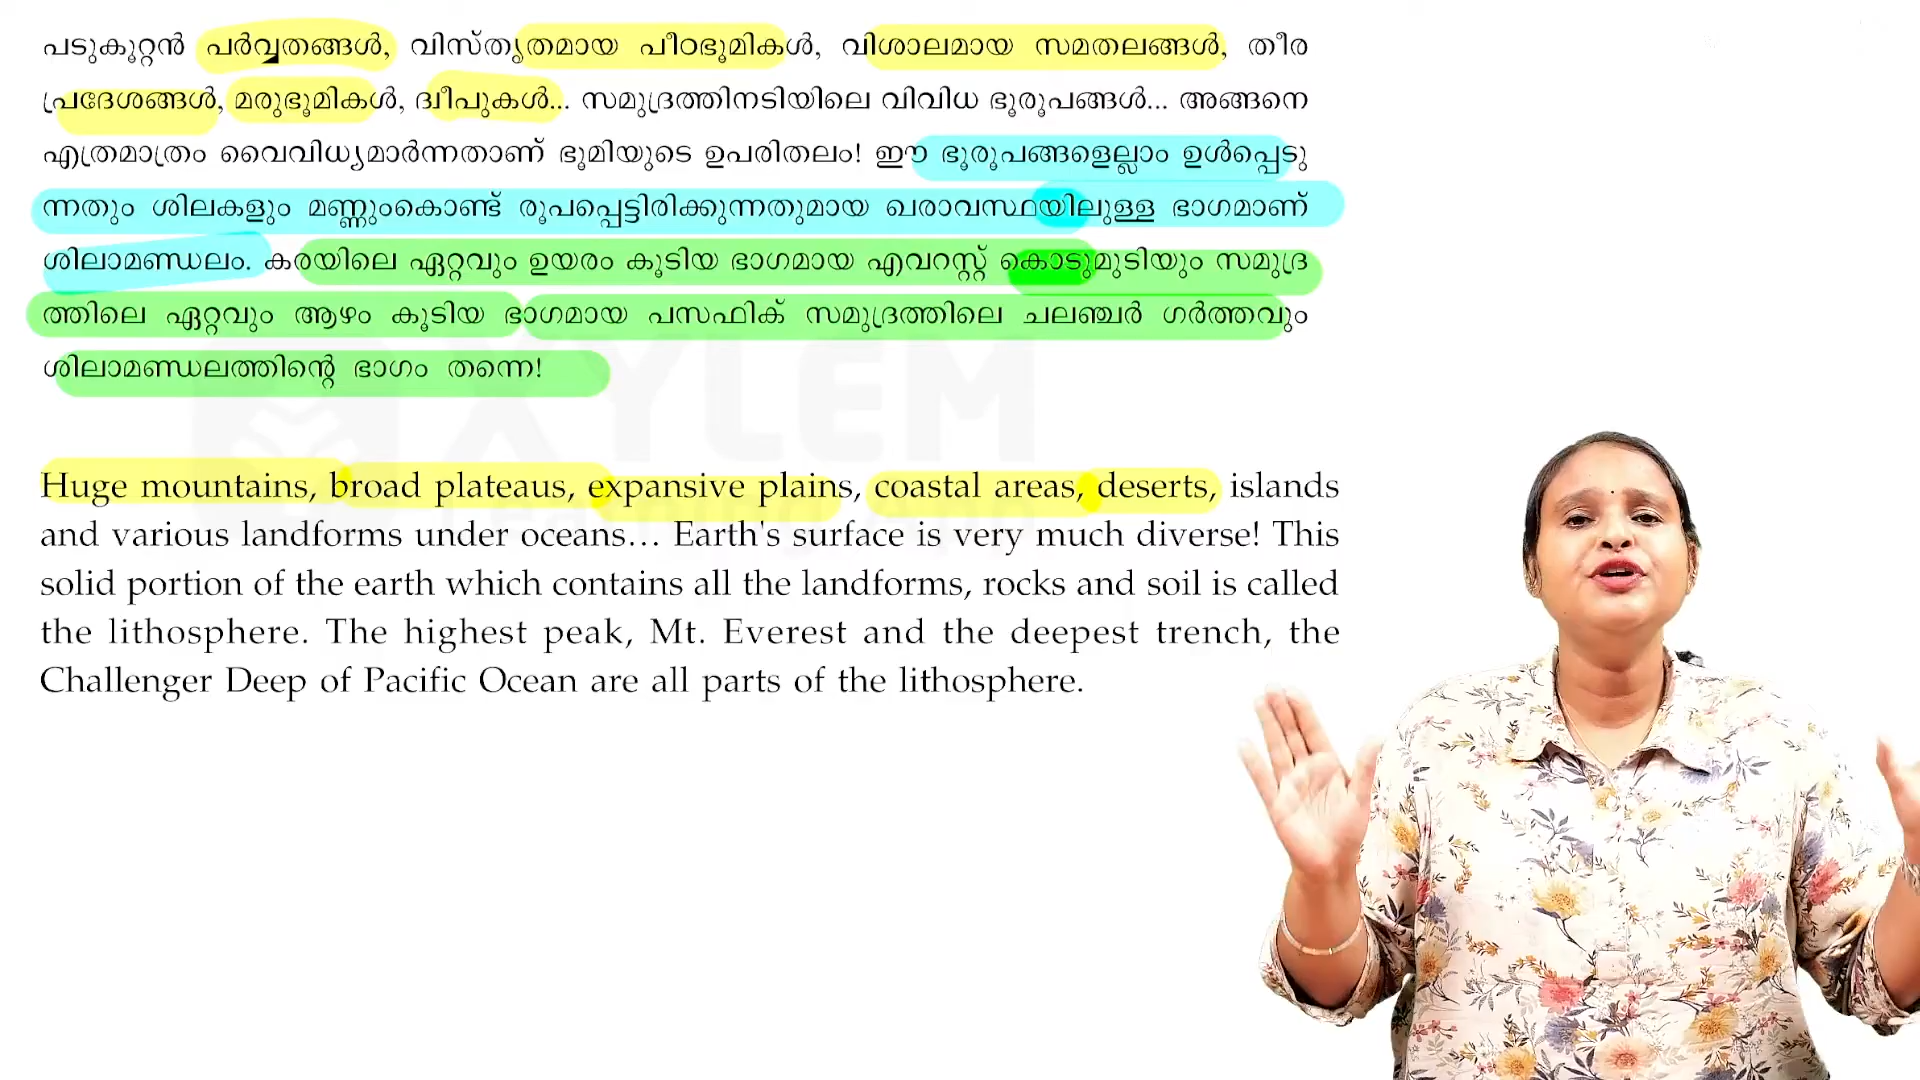 പടുകൂറ്റൻ പർവ്വതങ്ങൾ, വിസ്തൃതമായ പീഠഭൂമികൾ, വിശാലമായ സമതലങ്ങൾ, തീര
പ്രദേശങ്ങൾ, മരുഭൂമികൾ, ദ്വീപുകൾ... സമുദ്രത്തിനടിയിലെ വിവിധ ഭൂരൂപങ്ങൾ... അങ്ങനെ
എത്രമാത്രം വൈവിധ്യമാർന്നതാണ് ഭൂമിയുടെ ഉപരിതലം! ഈ ഭൂരൂപങ്ങളെല്ലാം ഉൾപ്പെടു
ന്നതും ശിലകളും മണ്ണുംകൊണ്ട് രൂപപ്പെട്ടിരിക്കുന്നതുമായ ഖരാവസ്ഥയിലുള്ള ഭാഗമാണ്
ശിലാമണ്ഡലം. കരയിലെ ഏറ്റവും ഉയരം കൂടിയ ഭാഗമായ എവറസ്റ്റ് കൊടുമുടിയും സമുദ്ര
ത്തിലെ ഏറ്റവും ആഴം കൂടിയ ഭാഗമായ പസഫിക് സമുദ്രത്തിലെ ചലഞ്ചർ ഗർത്തവും
ശിലാമണ്ഡലത്തിന്റെ ഭാഗം തന്നെ!
XYLEM
Huge mountains, broad plateaus, expansive plains, coastal areas, deserts, islands
and various landforms under oceans... Earth's surface is very much diverse! This
solid portion of the earth which contains all the landforms, rocks and soil is called
the lithosphere. The highest peak, Mt. Everest and the deepest trench, the
Challenger Deep of Pacific Ocean are all parts of the lithosphere.